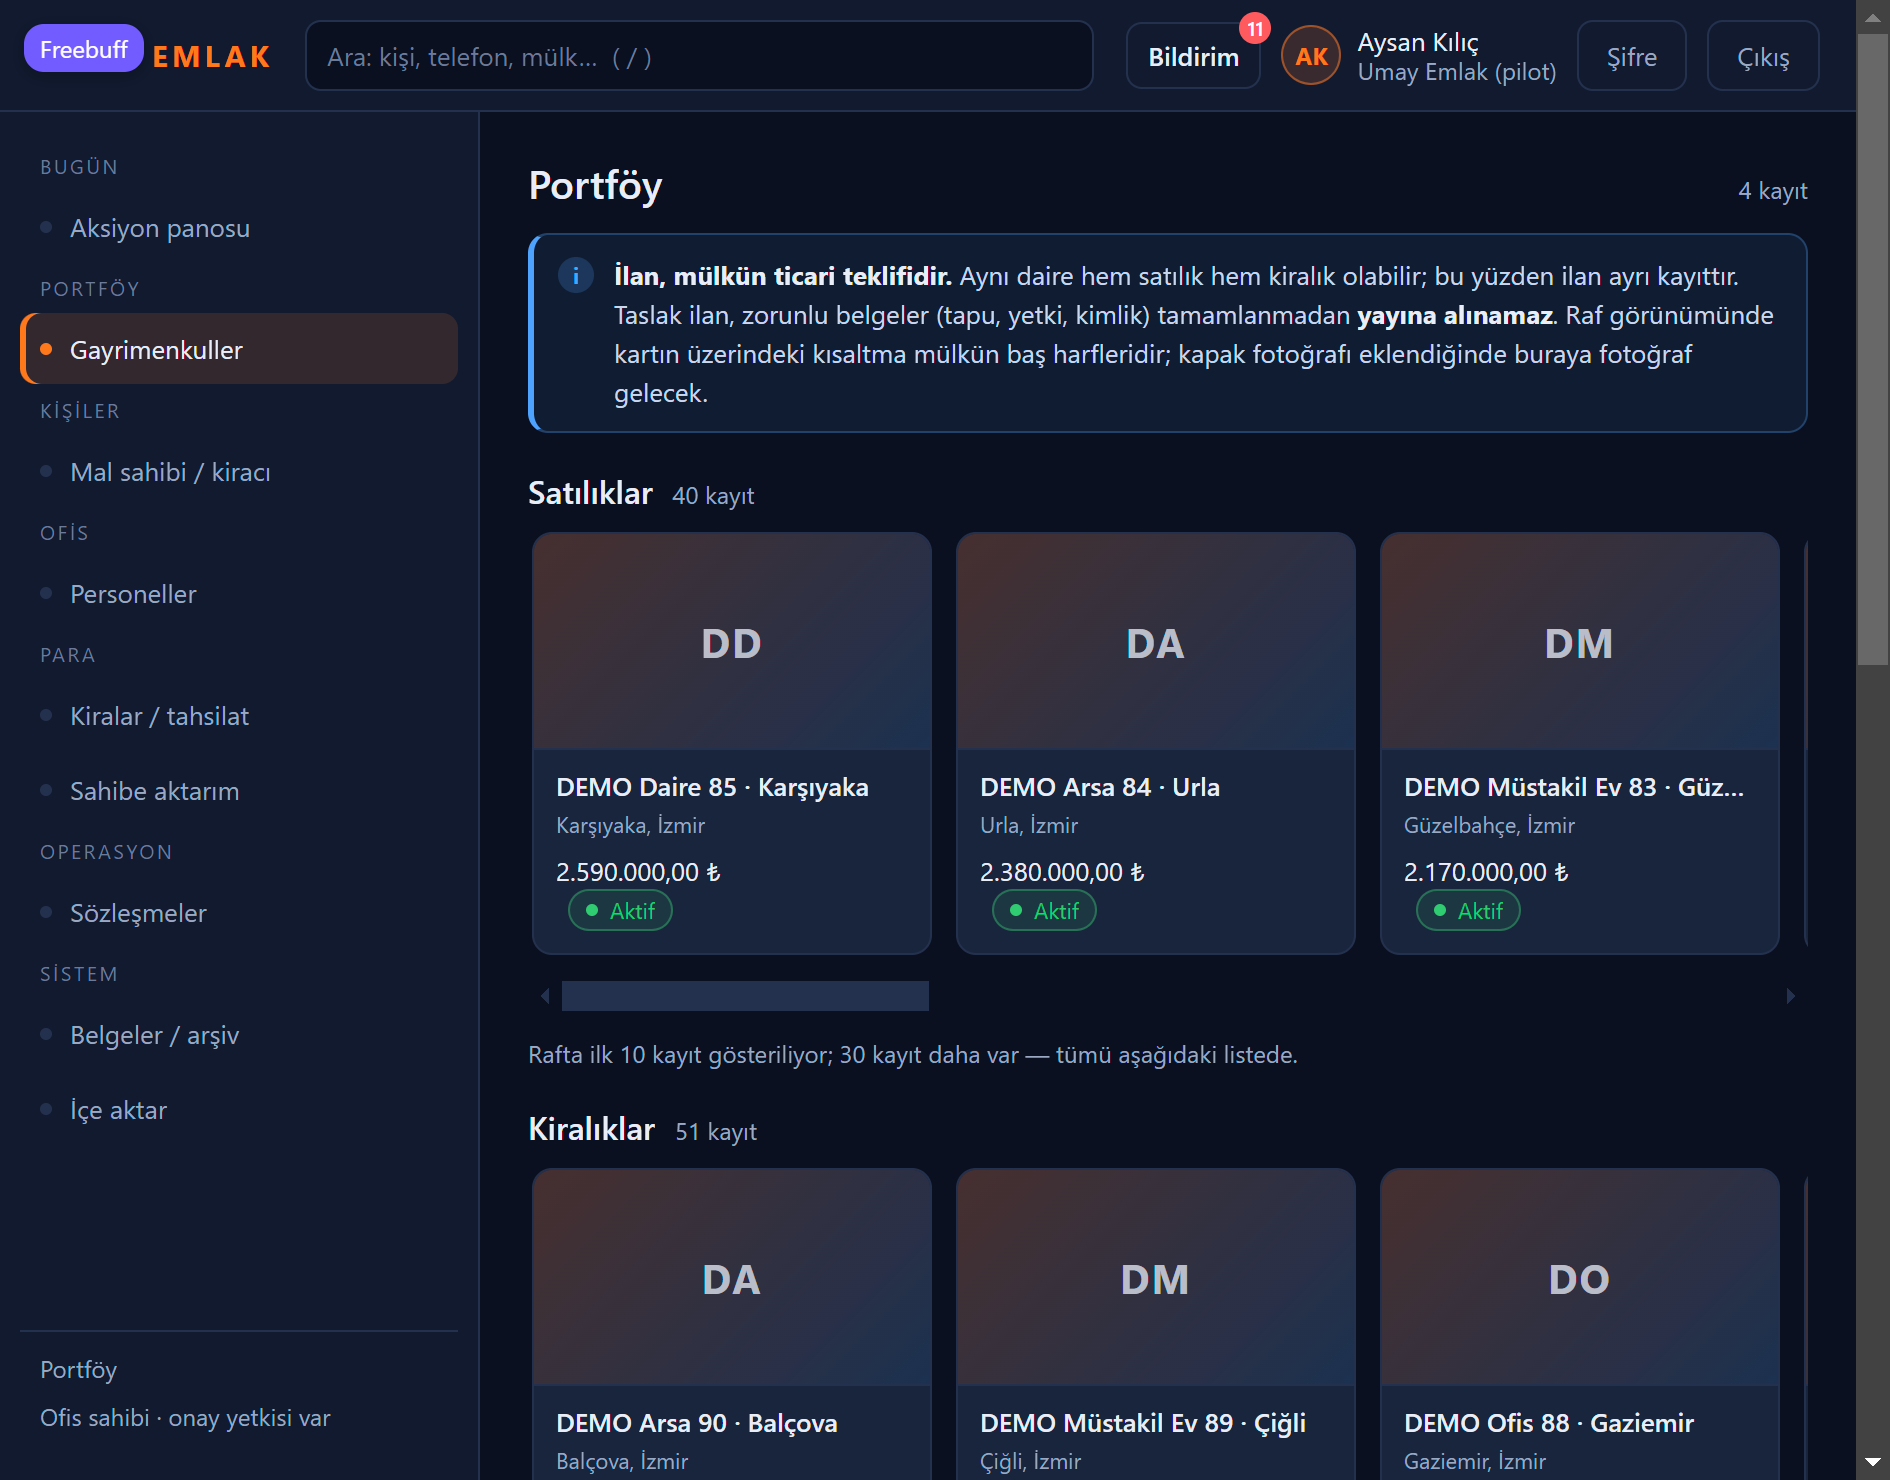 Freebuff
EMLAK
Ara: kişi, telefon, mülk... ( / )
Bildirim
11
AK
Aysan Kılıç
Umay Emlak (pilot)
Şifre
Çıkış
BUGÜN
Aksiyon panosu
PORTFÖY
Gayrimenkuller
KİŞİLER
Mal sahibi / kiracı
OFİS
Personeller
PARA
Kiralar / tahsilat
Sahibe aktarım
OPERASYON
Sözleşmeler
SİSTEM
Belgeler / arşiv
İçe aktar
Portföy
Ofis sahibi · onay yetkisi var
Portföy
4 kayıt
i
İlan, mülkün ticari teklifidir. Aynı daire hem satılık hem kiralık olabilir; bu yüzden ilan ayrı kayıttır.
Taslak ilan, zorunlu belgeler (tapu, yetki, kimlik) tamamlanmadan yayına alınamaz. Raf görünümünde
kartın üzerindeki kısaltma mülkün baş harfleridir; kapak fotoğrafı eklendiğinde buraya fotoğraf
gelecek.
Satılıklar 40 kayıt
DD
DEMO Daire 85 · Karşıyaka
Karşıyaka, İzmir
2.590.000,00 ₺
Aktif
DA
DEMO Arsa 84 · Urla
Urla, İzmir
2.380.000,00 ₺
Aktif
DM
DEMO Müstakil Ev 83 · Güz...
Güzelbahçe, İzmir
2.170.000,00 ₺
Aktif
Rafta ilk 10 kayıt gösteriliyor; 30 kayıt daha var — tümü aşağıdaki listede.
Kiralıklar 51 kayıt
DA
DEMO Arsa 90 · Balçova
Balçova, İzmir
DM
DEMO Müstakil Ev 89 · Çiğli
Çiğli, İzmir
DO
DEMO Ofis 88 · Gaziemir
Gaziemir, İzmir